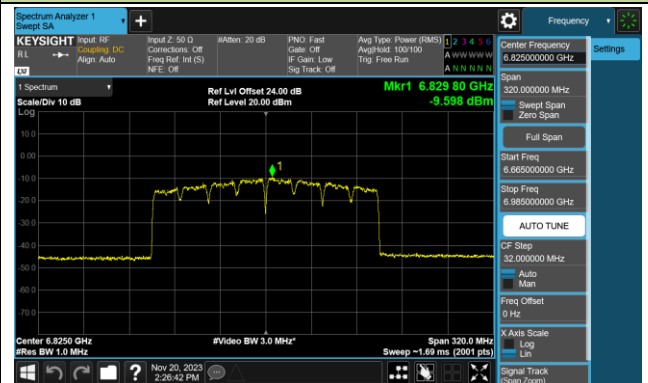 Spectrum Analyzer 1
Swept SA
Frequency
KEYSIGHT
RL
LXI
Input: RF
Coupling: DC
Align: Auto
Input Z: 50 Ω
Corrections: Off
Freq Ref: Int (S)
NFE: Off
#Atten: 20 dB
PNO: Fast
Gate: Off
IF Gain: Low
Sig Track: Off
Avg Type: Power (RMS)
Avg|Hold: 100/100
Trig: Free Run
1 2 3 4 5 6
A W W W W W
A N N N N N
1 Spectrum
Scale/Div 10 dB
Log
Ref Lvl Offset 24.00 dB
Ref Level 20.00 dBm
Mkr1 6.829 80 GHz
-9.598 dBm
10.0
0.00
-10.0
-20.0
-30.0
-40.0
-50.0
-60.0
-70.0
1
Center 6.8250 GHz
#Res BW 1.0 MHz
#Video BW 3.0 MHz*
Span 320.0 MHz
Sweep ~1.69 ms (2001 pts)
Nov 20, 2023
2:26:42 PM
Center Frequency
6.825000000 GHz
Settings
Span
320.000000 MHz
Swept Span
Zero Span
Full Span
Start Freq
6.665000000 GHz
Stop Freq
6.985000000 GHz
AUTO TUNE
CF Step
32.000000 MHz
Auto
Man
Freq Offset
0 Hz
X Axis Scale
Log
Lin
Signal Track
(Span Zoom)